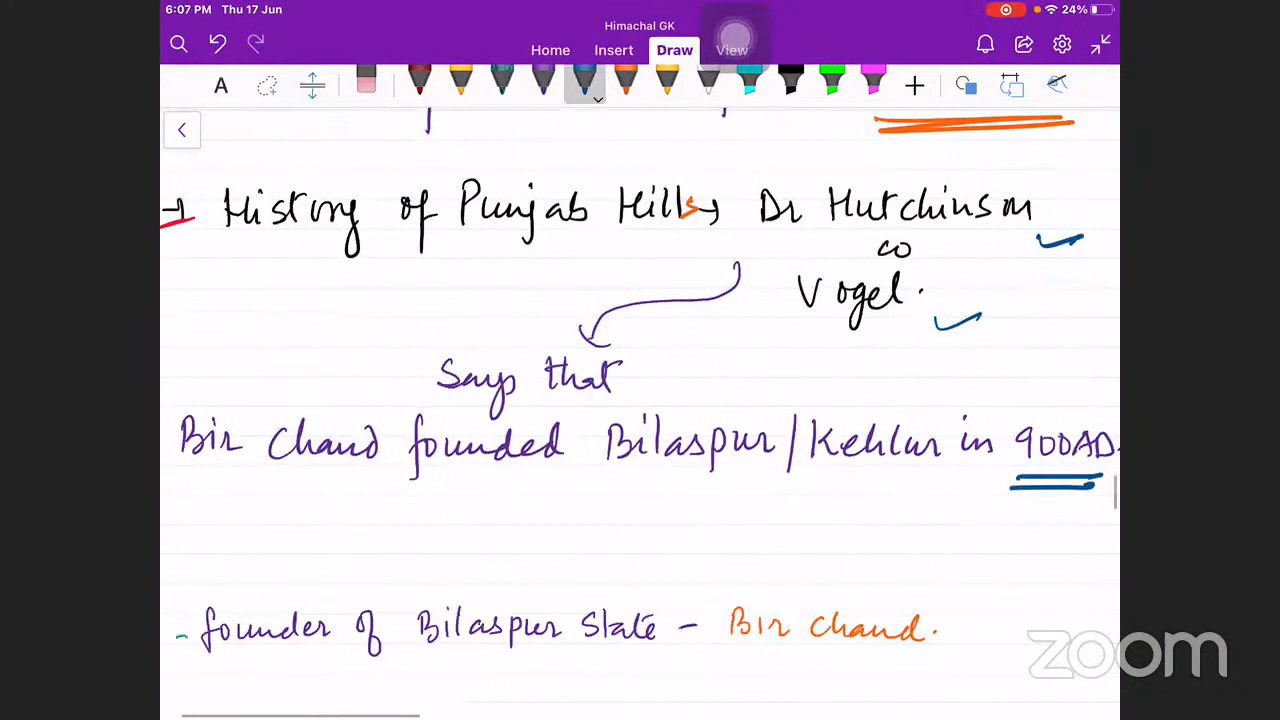 6:07 PM Thu 17 Jun
24%
Himachal GK
Home Insert Draw View
A
→ History of Punjab Hills → Dr Hutchinson
&
Vogel.
Says that
Bir Chand founded Bilaspur/Kehlur in 900AD.
- founder of Bilaspur State - Bir Chand.
zoom